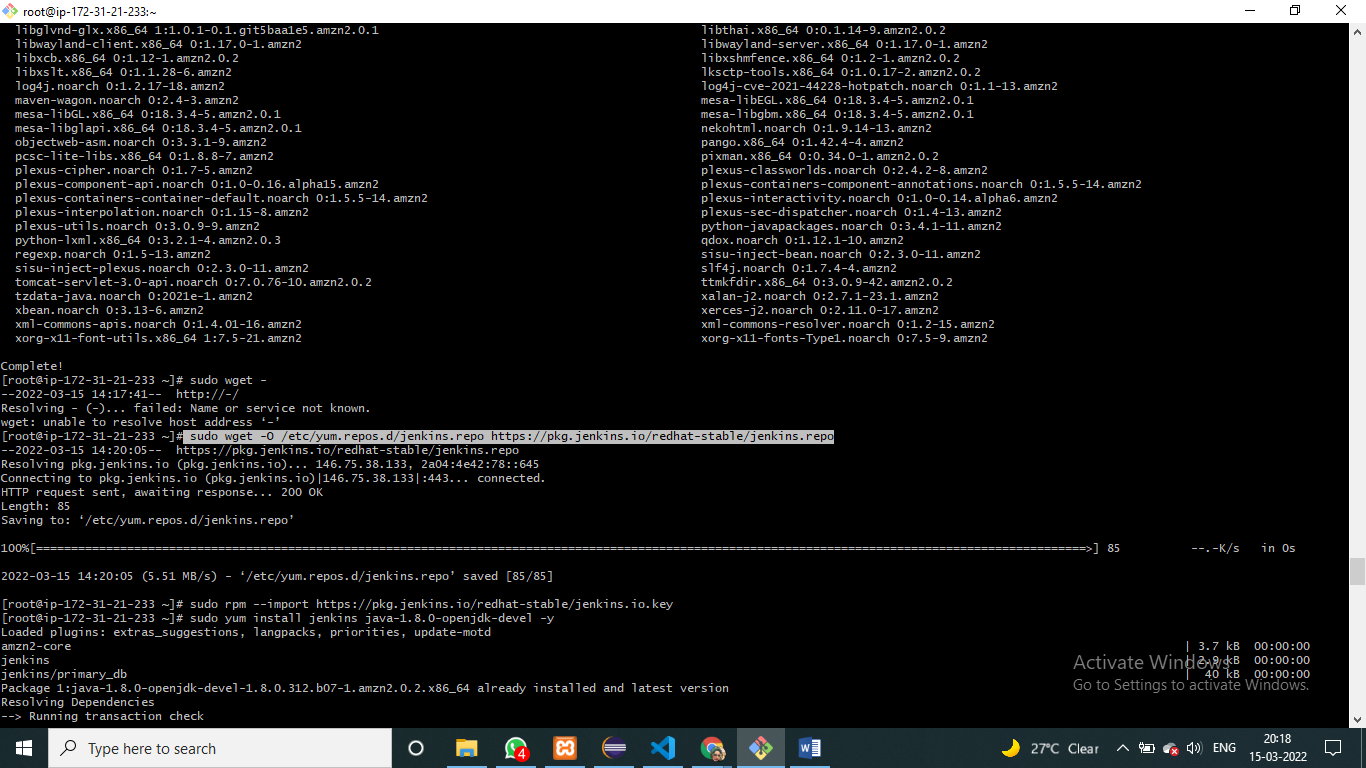 root@ip-172-31-21-233:~
libglvnd-glx.x86_64 1:1.0.1-0.1.git5baa1e5.amzn2.0.1 libthai.x86_64 0:0.1.14-9.amzn2.0.2
libwayland-client.x86_64 0:1.17.0-1.amzn2 libwayland-server.x86_64 0:1.17.0-1.amzn2
libxcb.x86_64 0:1.12-1.amzn2.0.2 libxshmfence.x86_64 0:1.2-1.amzn2.0.2
libxslt.x86_64 0:1.1.28-6.amzn2 lksctp-tools.x86_64 0:1.0.17-2.amzn2.0.2
log4j.noarch 0:1.2.17-18.amzn2 log4j-cve-2021-44228-hotpatch.noarch 0:1.1-13.amzn2
maven-wagon.noarch 0:2.4-3.amzn2 mesa-libEGL.x86_64 0:18.3.4-5.amzn2.0.1
mesa-libGL.x86_64 0:18.3.4-5.amzn2.0.1 mesa-libgbm.x86_64 0:18.3.4-5.amzn2.0.1
mesa-libglapi.x86_64 0:18.3.4-5.amzn2.0.1 nekohtml.noarch 0:1.9.14-13.amzn2
objectweb-asm.noarch 0:3.3.1-9.amzn2 pango.x86_64 0:1.42.4-4.amzn2
pcsc-lite-libs.x86_64 0:1.8.8-7.amzn2 pixman.x86_64 0:0.34.0-1.amzn2.0.2
plexus-cipher.noarch 0:1.7-5.amzn2 plexus-classworlds.noarch 0:2.4.2-8.amzn2
plexus-component-api.noarch 0:1.0-0.16.alpha15.amzn2 plexus-containers-component-annotations.noarch 0:1.5.5-14.amzn2
plexus-containers-container-default.noarch 0:1.5.5-14.amzn2 plexus-interactivity.noarch 0:1.0-0.14.alpha6.amzn2
plexus-interpolation.noarch 0:1.15-8.amzn2 plexus-sec-dispatcher.noarch 0:1.4-13.amzn2
plexus-utils.noarch 0:3.0.9-9.amzn2 python-javapackages.noarch 0:3.4.1-11.amzn2
python-lxml.x86_64 0:3.2.1-4.amzn2.0.3 qdox.noarch 0:1.12.1-10.amzn2
regexp.noarch 0:1.5-13.amzn2 sisu-inject-bean.noarch 0:2.3.0-11.amzn2
sisu-inject-plexus.noarch 0:2.3.0-11.amzn2 slf4j.noarch 0:1.7.4-4.amzn2
tomcat-servlet-3.0-api.noarch 0:7.0.76-10.amzn2.0.2 ttmkfdir.x86_64 0:3.0.9-42.amzn2.0.2
tzdata-java.noarch 0:2021e-1.amzn2 xalan-j2.noarch 0:2.7.1-23.1.amzn2
xbean.noarch 0:3.13-6.amzn2 xerces-j2.noarch 0:2.11.0-17.amzn2
xml-commons-apis.noarch 0:1.4.01-16.amzn2 xml-commons-resolver.noarch 0:1.2-15.amzn2
xorg-x11-font-utils.x86_64 1:7.5-21.amzn2 xorg-x11-fonts-Type1.noarch 0:7.5-9.amzn2
Complete!
[root@ip-172-31-21-233 ~]# sudo wget -
--2022-03-15 14:17:41--  http://-/
Resolving - (-)... failed: Name or service not known.
wget: unable to resolve host address ‘-’
[root@ip-172-31-21-233 ~]# sudo wget -O /etc/yum.repos.d/jenkins.repo https://pkg.jenkins.io/redhat-stable/jenkins.repo
--2022-03-15 14:20:05--  https://pkg.jenkins.io/redhat-stable/jenkins.repo
Resolving pkg.jenkins.io (pkg.jenkins.io)... 146.75.38.133, 2a04:4e42:78::645
Connecting to pkg.jenkins.io (pkg.jenkins.io)|146.75.38.133|:443... connected.
HTTP request sent, awaiting response... 200 OK
Length: 85
Saving to: ‘/etc/yum.repos.d/jenkins.repo’
100%[======================================>] 85 --.-K/s in 0s
2022-03-15 14:20:05 (5.51 MB/s) - ‘/etc/yum.repos.d/jenkins.repo’ saved [85/85]
[root@ip-172-31-21-233 ~]# sudo rpm --import https://pkg.jenkins.io/redhat-stable/jenkins.io.key
[root@ip-172-31-21-233 ~]# sudo yum install jenkins java-1.8.0-openjdk-devel -y
Loaded plugins: extras_suggestions, langpacks, priorities, update-motd
amzn2-core | 3.7 kB 00:00:00
jenkins | 2.9 kB 00:00:00
jenkins/primary_db | 40 kB 00:00:00
Package 1:java-1.8.0-openjdk-devel-1.8.0.312.b07-1.amzn2.0.2.x86_64 already installed and latest version
Resolving Dependencies
--> Running transaction check
Activate Windows
Go to Settings to activate Windows.
Type here to search
4
27°C Clear
ENG
20:18
15-03-2022